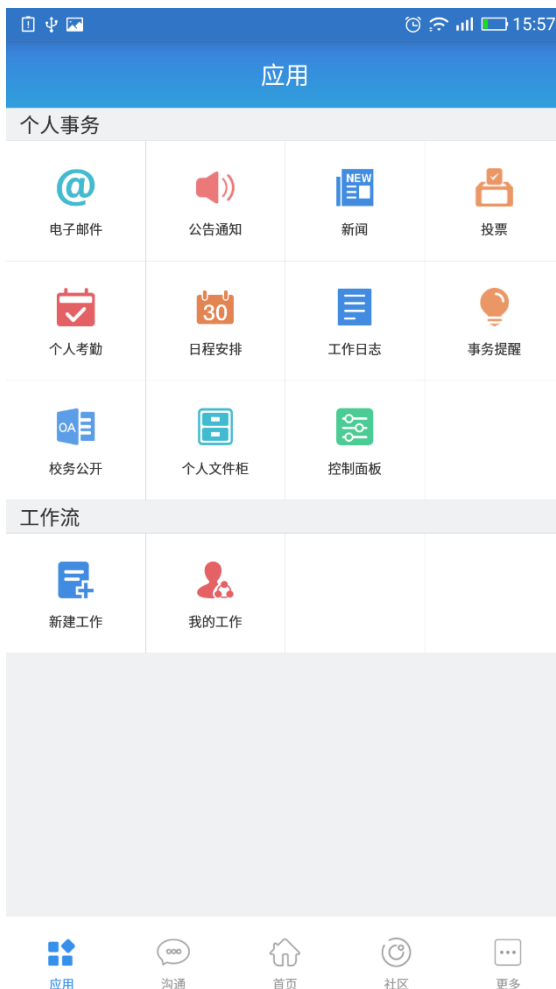 15:57
应用
个人事务
@
NEW
电子邮件 公告通知 新闻 投票
30
个人考勤 日程安排 工作日志 事务提醒
OA
校务公开 个人文件柜 控制面板
工作流
新建工作 我的工作
应用 沟通 首页 社区 更多